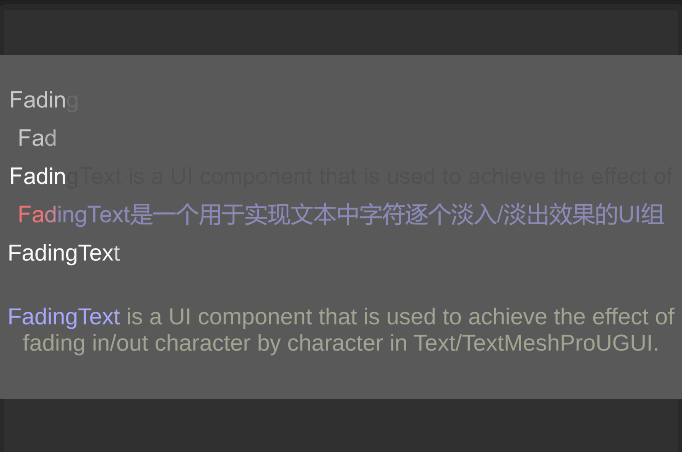 Fading
Fad
FadingText is a UI component that is used to achieve the effect of
FadingText是一个用于实现文本中字符逐个淡入/淡出效果的UI组
FadingText
FadingText is a UI component that is used to achieve the effect of
fading in/out character by character in Text/TextMeshProUGUI.